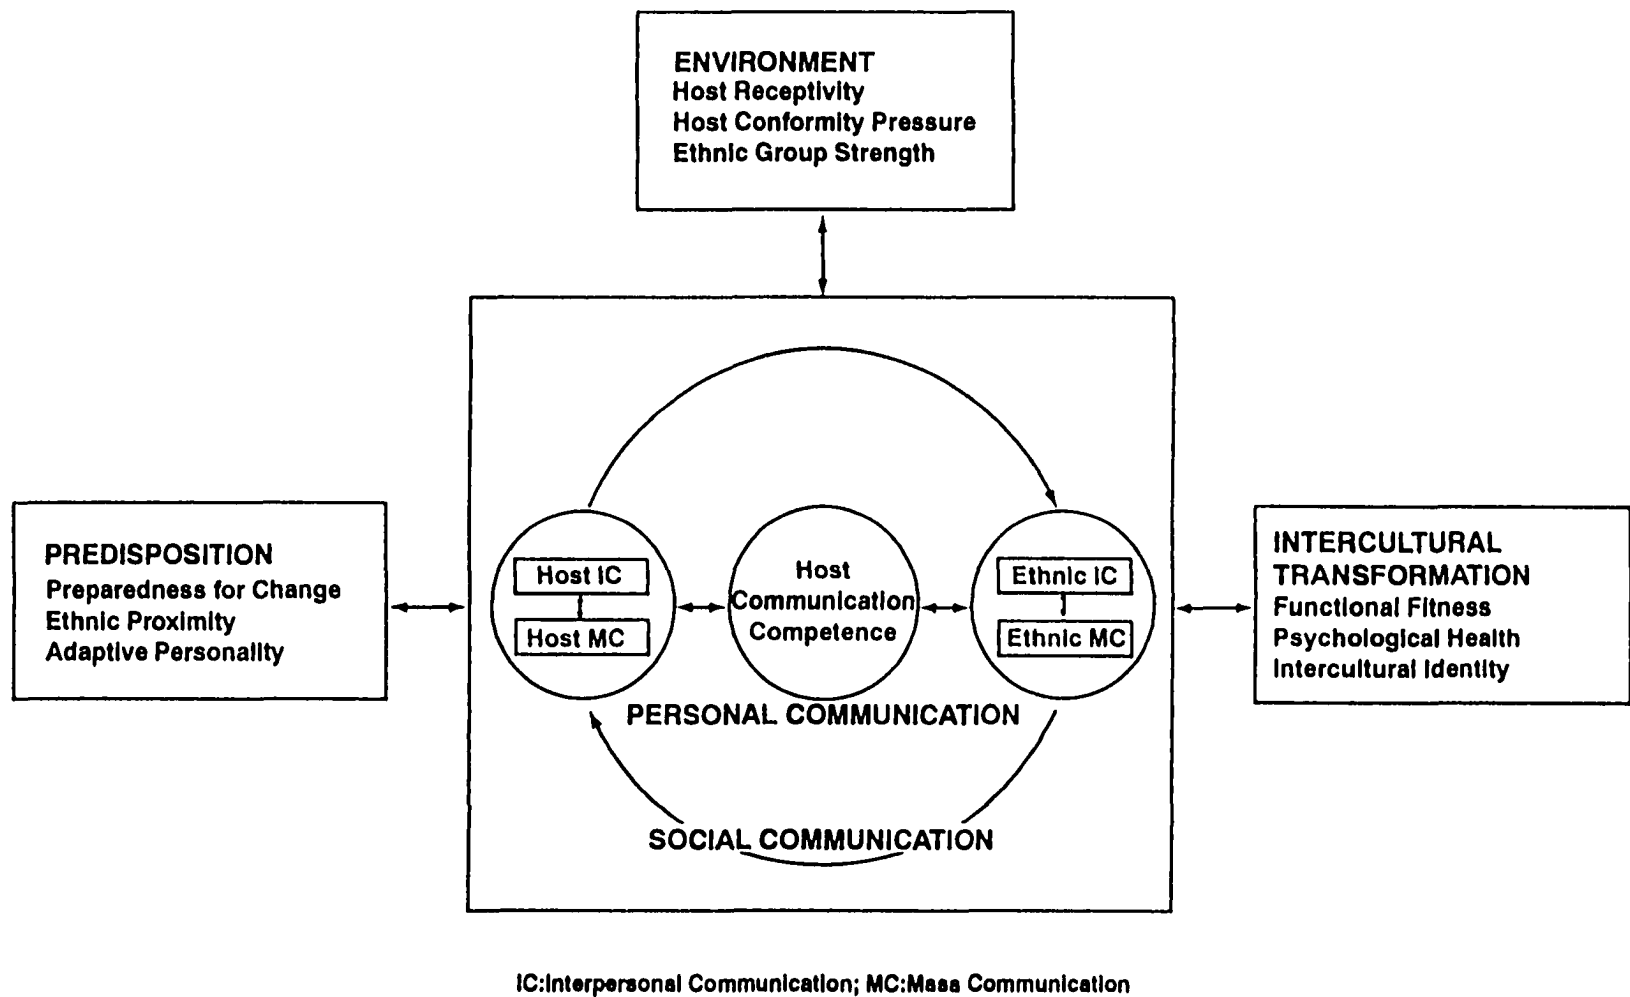 ENVIRONMENT
Host Receptivity
Host Conformity Pressure
Ethnic Group Strength
PREDISPOSITION
Preparedness for Change
Ethnic Proximity
Adaptive Personality
Host IC
Host MC
Host
Communication
Competence
Ethnic IC
Ethnic MC
PERSONAL COMMUNICATION
SOCIAL COMMUNICATION
INTERCULTURAL
TRANSFORMATION
Functional Fitness
Psychological Health
Intercultural Identity
IC:Interpersonal Communication; MC:Mass Communication